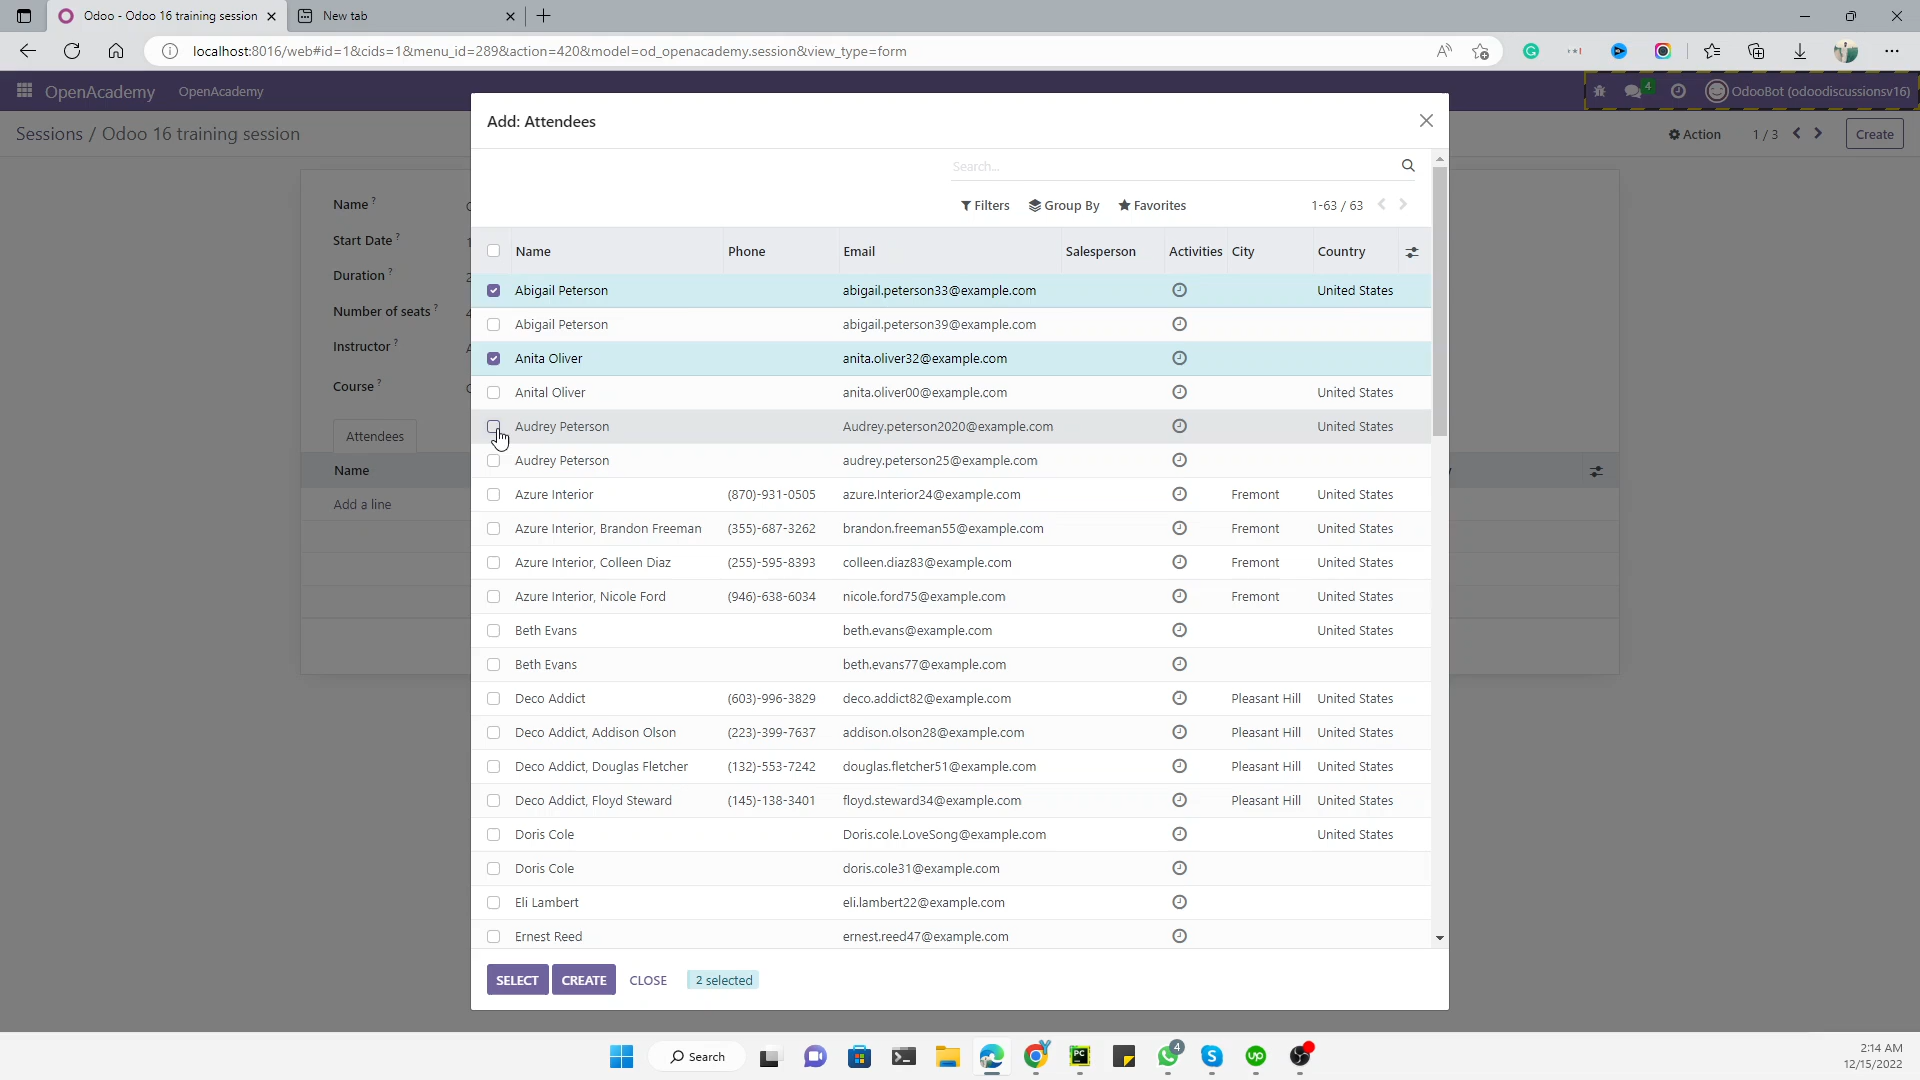 Odoo - Odoo 16 training session
New tab
localhost:8016/web#id=1&cids=1&menu_id=289&action=420&model=od_openacademy.session&view_type=form
OpenAcademy OpenAcademy
4 OdooBot (odoodiscussionsv16)
Sessions / Odoo 16 training session
Action 1 / 3 Create
Name ?
Start Date ?
Duration ?
Number of seats ?
Instructor ?
Course ?
Attendees
Name
Add a line
Add: Attendees
Search...
Filters Group By Favorites 1-63 / 63
Name Phone Email Salesperson Activities City Country
Abigail Peterson abigail.peterson33@example.com United States
Abigail Peterson abigail.peterson39@example.com
Anita Oliver anita.oliver32@example.com
Anital Oliver anita.oliver00@example.com United States
Audrey Peterson Audrey.peterson2020@example.com United States
Audrey Peterson audrey.peterson25@example.com
Azure Interior (870)-931-0505 azure.Interior24@example.com Fremont United States
Azure Interior, Brandon Freeman (355)-687-3262 brandon.freeman55@example.com Fremont United States
Azure Interior, Colleen Diaz (255)-595-8393 colleen.diaz83@example.com Fremont United States
Azure Interior, Nicole Ford (946)-638-6034 nicole.ford75@example.com Fremont United States
Beth Evans beth.evans@example.com United States
Beth Evans beth.evans77@example.com
Deco Addict (603)-996-3829 deco.addict82@example.com Pleasant Hill United States
Deco Addict, Addison Olson (223)-399-7637 addison.olson28@example.com Pleasant Hill United States
Deco Addict, Douglas Fletcher (132)-553-7242 douglas.fletcher51@example.com Pleasant Hill United States
Deco Addict, Floyd Steward (145)-138-3401 floyd.steward34@example.com Pleasant Hill United States
Doris Cole Doris.cole.LoveSong@example.com United States
Doris Cole doris.cole31@example.com
Eli Lambert eli.lambert22@example.com
Ernest Reed ernest.reed47@example.com
SELECT CREATE CLOSE 2 selected
Search
4
2:14 AM
12/15/2022